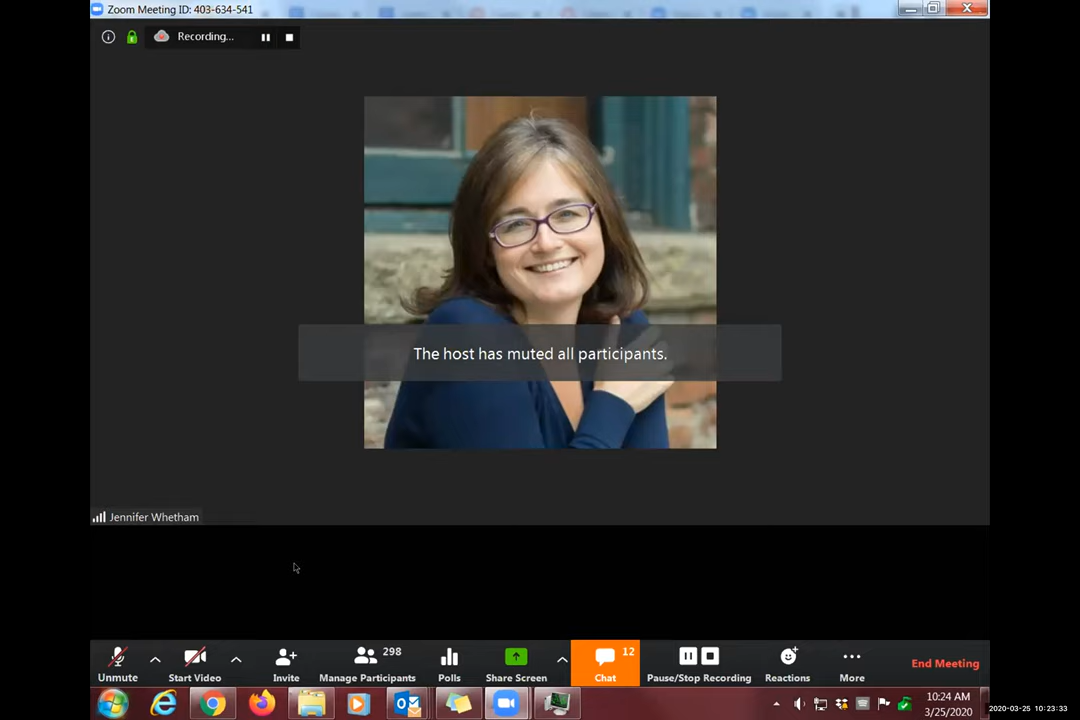 Zoom Meeting ID: 403-634-541
Recording...
The host has muted all participants.
Jennifer Whetham
298
12
Unmute
Start Video
Invite
Manage Participants
Polls
Share Screen
Chat
Pause/Stop Recording
Reactions
More
End Meeting
10:24 AM
3/25/2020
2020-03-25 10:23:33